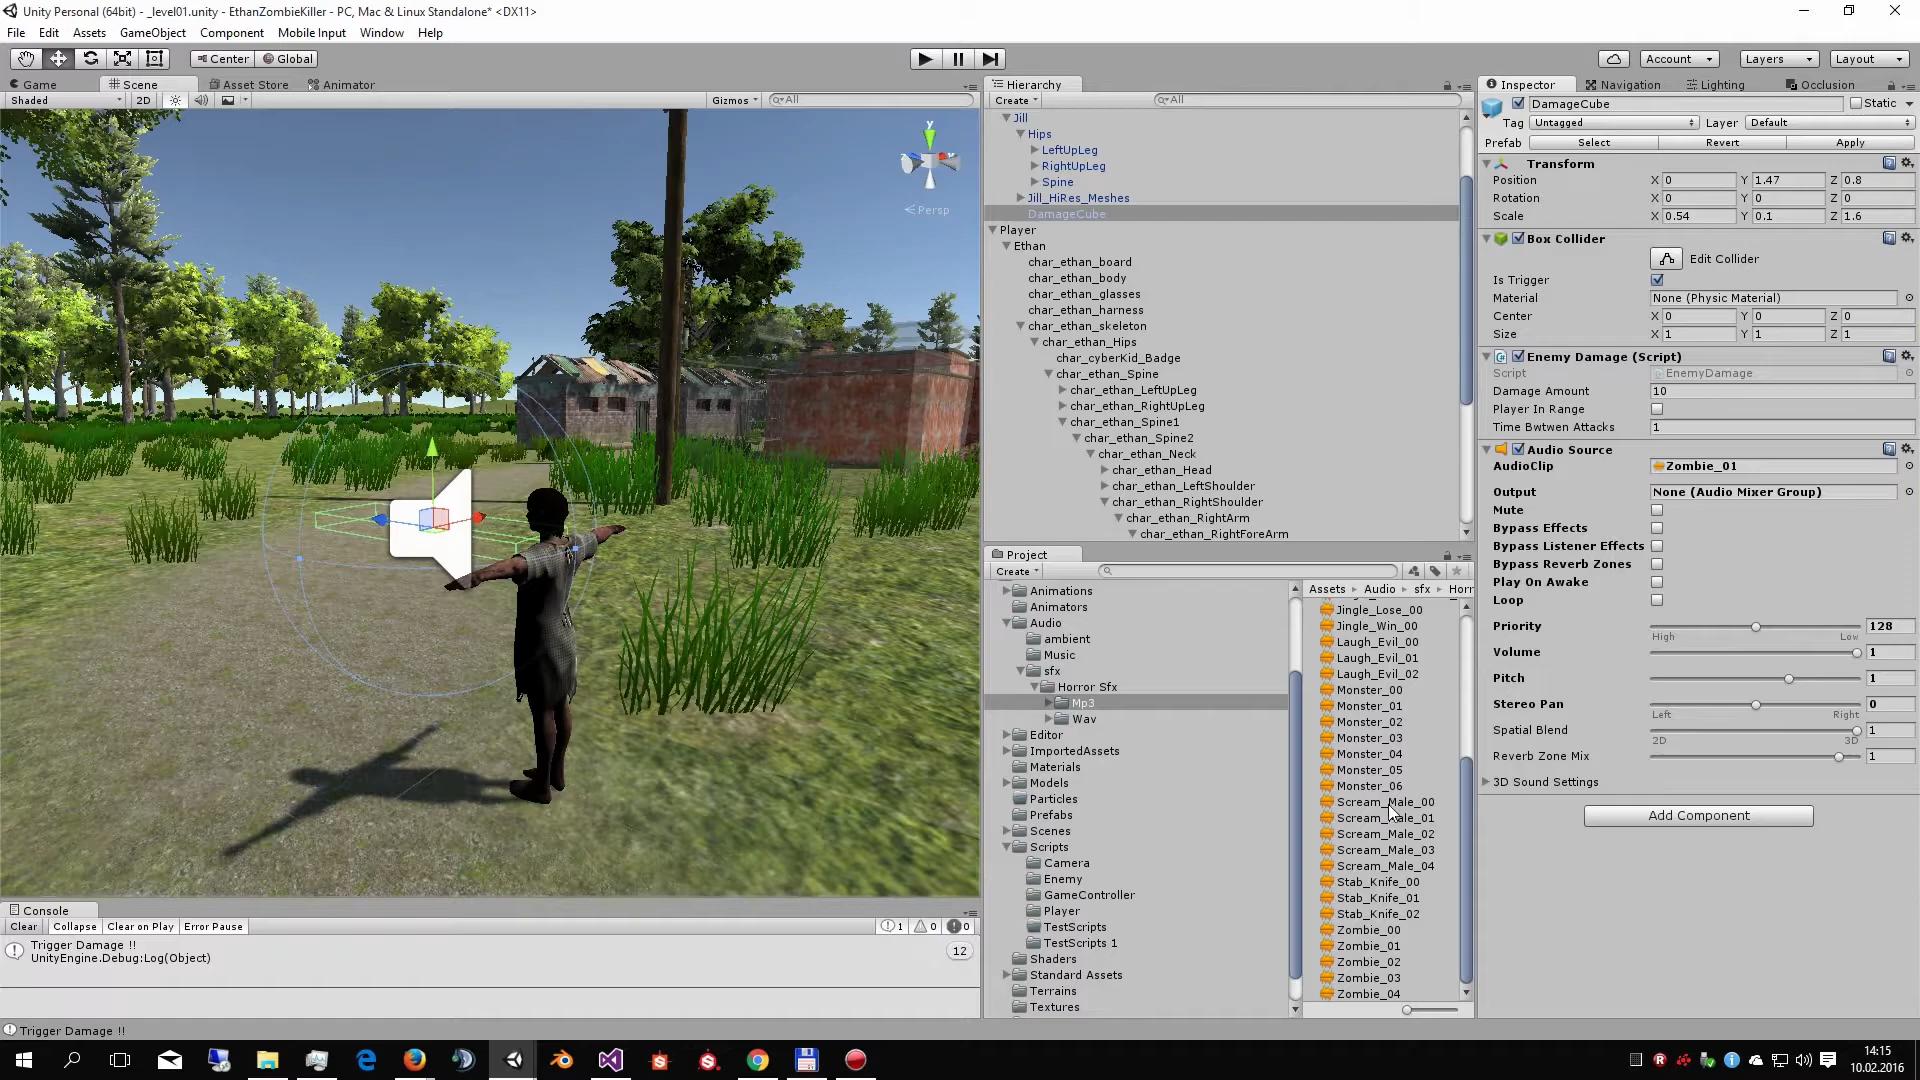 Unity Personal (64bit) - _level01.unity - EthanZombieKiller - PC, Mac & Linux Standalone* <DX11>
File Edit Assets GameObject Component Mobile Input Window Help
Center Global
Account Layers Layout
Game Scene Asset Store Animator
Shaded 2D Gizmos All
y
Persp
Console
Clear Collapse Clear on Play Error Pause 1 0 0
Trigger Damage !!
UnityEngine.Debug:Log(Object)
12
Trigger Damage !!
Hierarchy
Create All
Jill
Hips
LeftUpLeg
RightUpLeg
Spine
Jill_HiRes_Meshes
DamageCube
Player
Ethan
char_ethan_board
char_ethan_body
char_ethan_glasses
char_ethan_harness
char_ethan_skeleton
char_ethan_Hips
char_cyberKid_Badge
char_ethan_Spine
char_ethan_LeftUpLeg
char_ethan_RightUpLeg
char_ethan_Spine1
char_ethan_Spine2
char_ethan_Neck
char_ethan_Head
char_ethan_LeftShoulder
char_ethan_RightShoulder
char_ethan_RightArm
char_ethan_RightForeArm
Project
Create
Animations
Animators
Audio
ambient
Music
sfx
Horror Sfx
Mp3
Wav
Editor
ImportedAssets
Materials
Models
Particles
Prefabs
Scenes
Scripts
Camera
Enemy
GameController
Player
TestScripts
TestScripts 1
Shaders
Standard Assets
Terrains
Textures
Assets Audio sfx Horr
Jingle_Lose_00
Jingle_Win_00
Laugh_Evil_00
Laugh_Evil_01
Laugh_Evil_02
Monster_00
Monster_01
Monster_02
Monster_03
Monster_04
Monster_05
Monster_06
Scream_Male_00
Scream_Male_01
Scream_Male_02
Scream_Male_03
Scream_Male_04
Stab_Knife_00
Stab_Knife_01
Stab_Knife_02
Zombie_00
Zombie_01
Zombie_02
Zombie_03
Zombie_04
Inspector Navigation Lighting Occlusion
DamageCube Static
Tag Untagged Layer Default
Prefab Select Revert Apply
Transform
Position X 0 Y 1.47 Z 0.8
Rotation X 0 Y 0 Z 0
Scale X 0.54 Y 0.1 Z 1.6
Box Collider
Edit Collider
Is Trigger
Material None (Physic Material)
Center X 0 Y 0 Z 0
Size X 1 Y 1 Z 1
Enemy Damage (Script)
Script EnemyDamage
Damage Amount 10
Player In Range
Time Bwtwen Attacks 1
Audio Source
AudioClip Zombie_01
Output None (Audio Mixer Group)
Mute
Bypass Effects
Bypass Listener Effects
Bypass Reverb Zones
Play On Awake
Loop
Priority 128
High Low
Volume 1
Pitch 1
Stereo Pan 0
Left Right
Spatial Blend 1
2D 3D
Reverb Zone Mix 1
3D Sound Settings
Add Component
14:15
10.02.2016